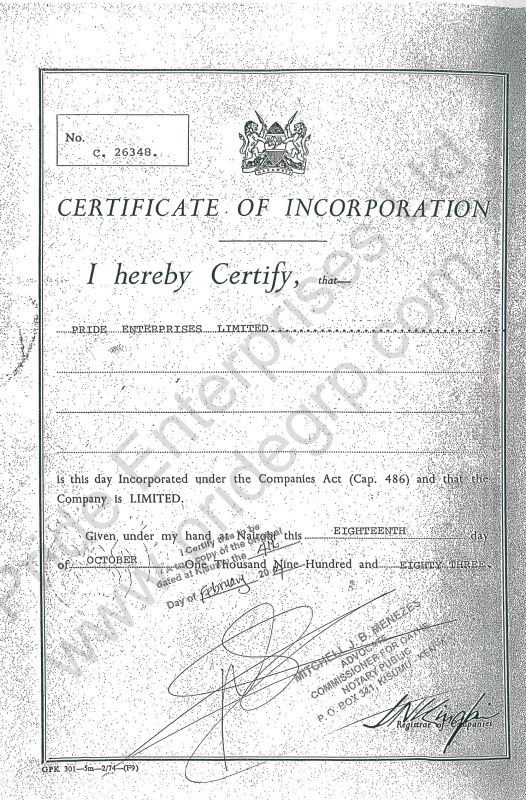 No.
C. 26348.
HARAMBEE
CERTIFICATE OF INCORPORATION
I hereby Certify, that—
PRIDE ENTERPRISES LIMITED
is this day Incorporated under the Companies Act (Cap. 486) and that the
Company is LIMITED.
Given under my hand at Nairobi this EIGHTEENTH day
of OCTOBER One Thousand Nine Hundred and EIGHTY THREE.
I Certify this to be
copy of the original
dated at Kisumu the
Day of February 20
MITCHELL J. B. MENEZES
ADVOCATE
COMMISSIONER FOR OATHS
NOTARY PUBLIC
P. O. BOX 341, KISUMU - KENYA
Registrar of Companies
GPK 301—5m—2/74—(F9)
Pride Enterprises Ltd
www.pridegrp.com